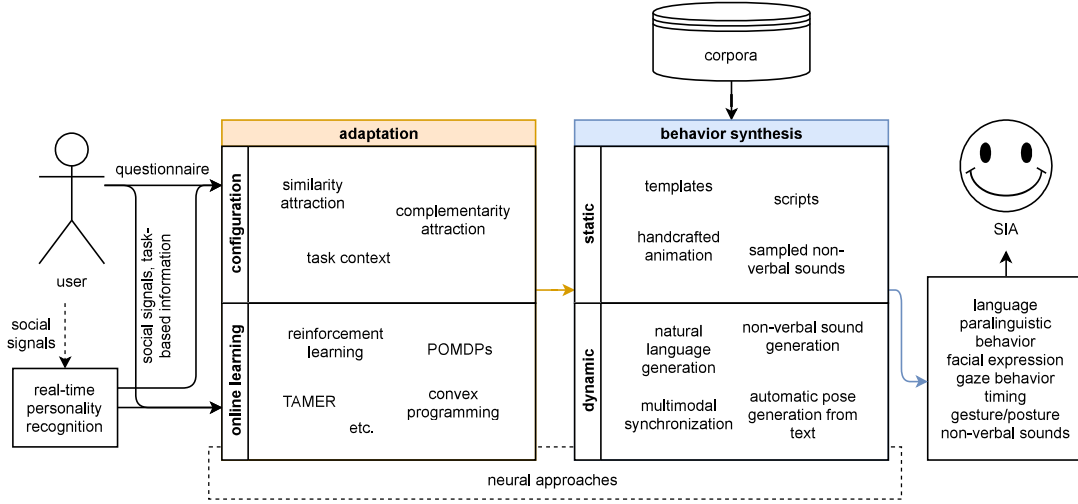 corpora
adaptation
behavior synthesis
questionnaire
user
social signals, task-
based information
social
signals
real-time
personality
recognition
configuration
similarity
attraction
complementarity
attraction
task context
online learning
reinforcement
learning
POMDPs
TAMER
convex
programming
etc.
static
templates
scripts
handcrafted
animation
sampled non-
verbal sounds
dynamic
natural
language
generation
non-verbal sound
generation
multimodal
synchronization
automatic pose
generation from
text
neural approaches
SIA
language
paralinguistic
behavior
facial expression
gaze behavior
timing
gesture/posture
non-verbal sounds